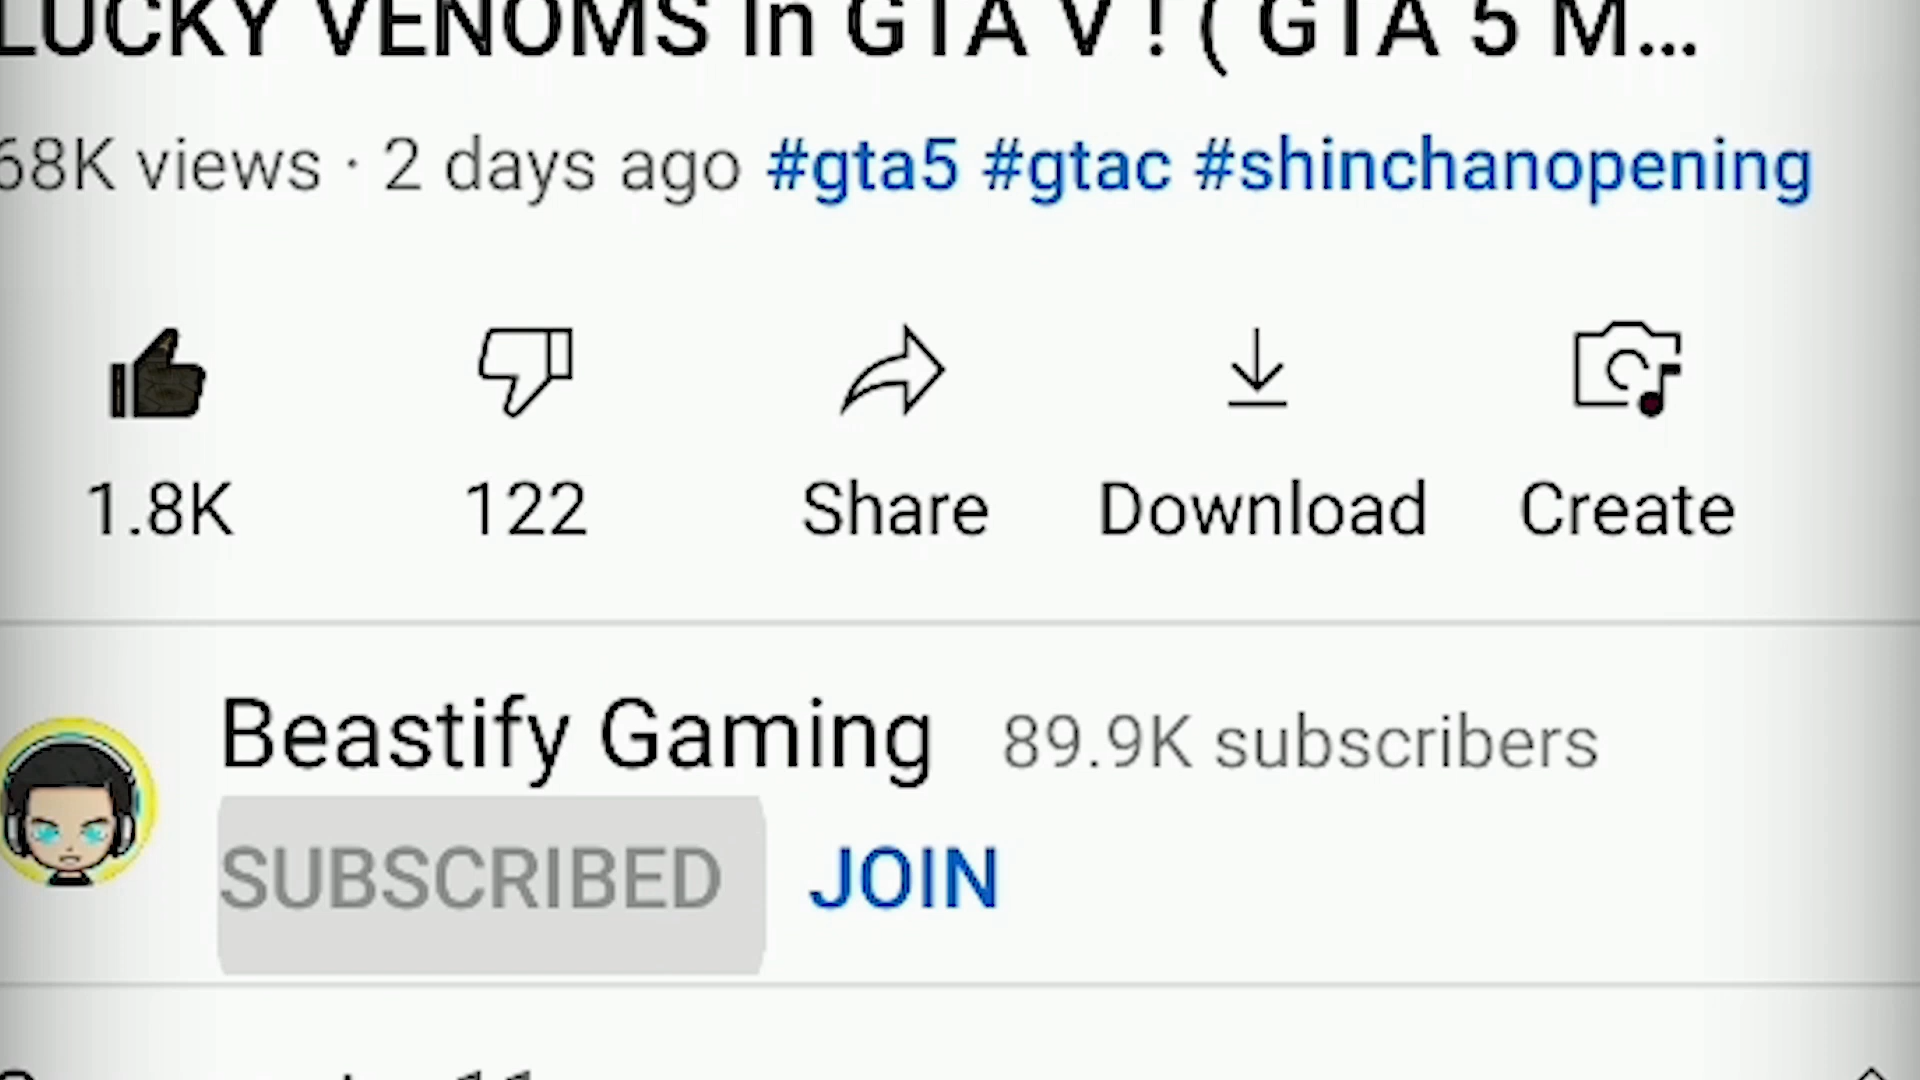 LUCKY VENOMS In GTA V ! ( GTA 5 M...
68K views · 2 days ago #gta5 #gtac #shinchanopening
1.8K 122 Share Download Create
Beastify Gaming 89.9K subscribers
SUBSCRIBED JOIN